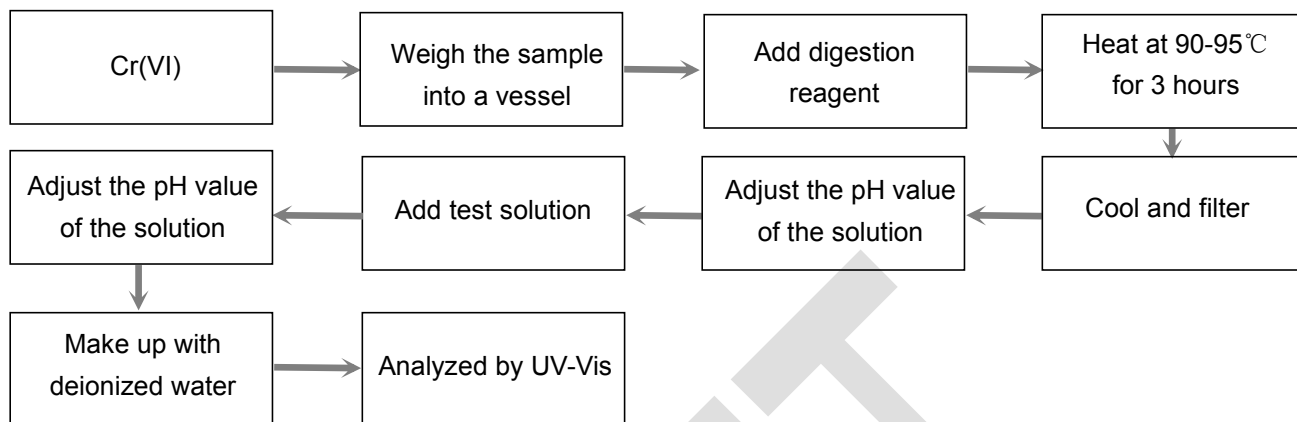 Cr(VI)
Weigh the sample
into a vessel
Add digestion
reagent
Heat at 90-95℃
for 3 hours
Adjust the pH value
of the solution
Add test solution
Adjust the pH value
of the solution
Cool and filter
Make up with
deionized water
Analyzed by UV-Vis